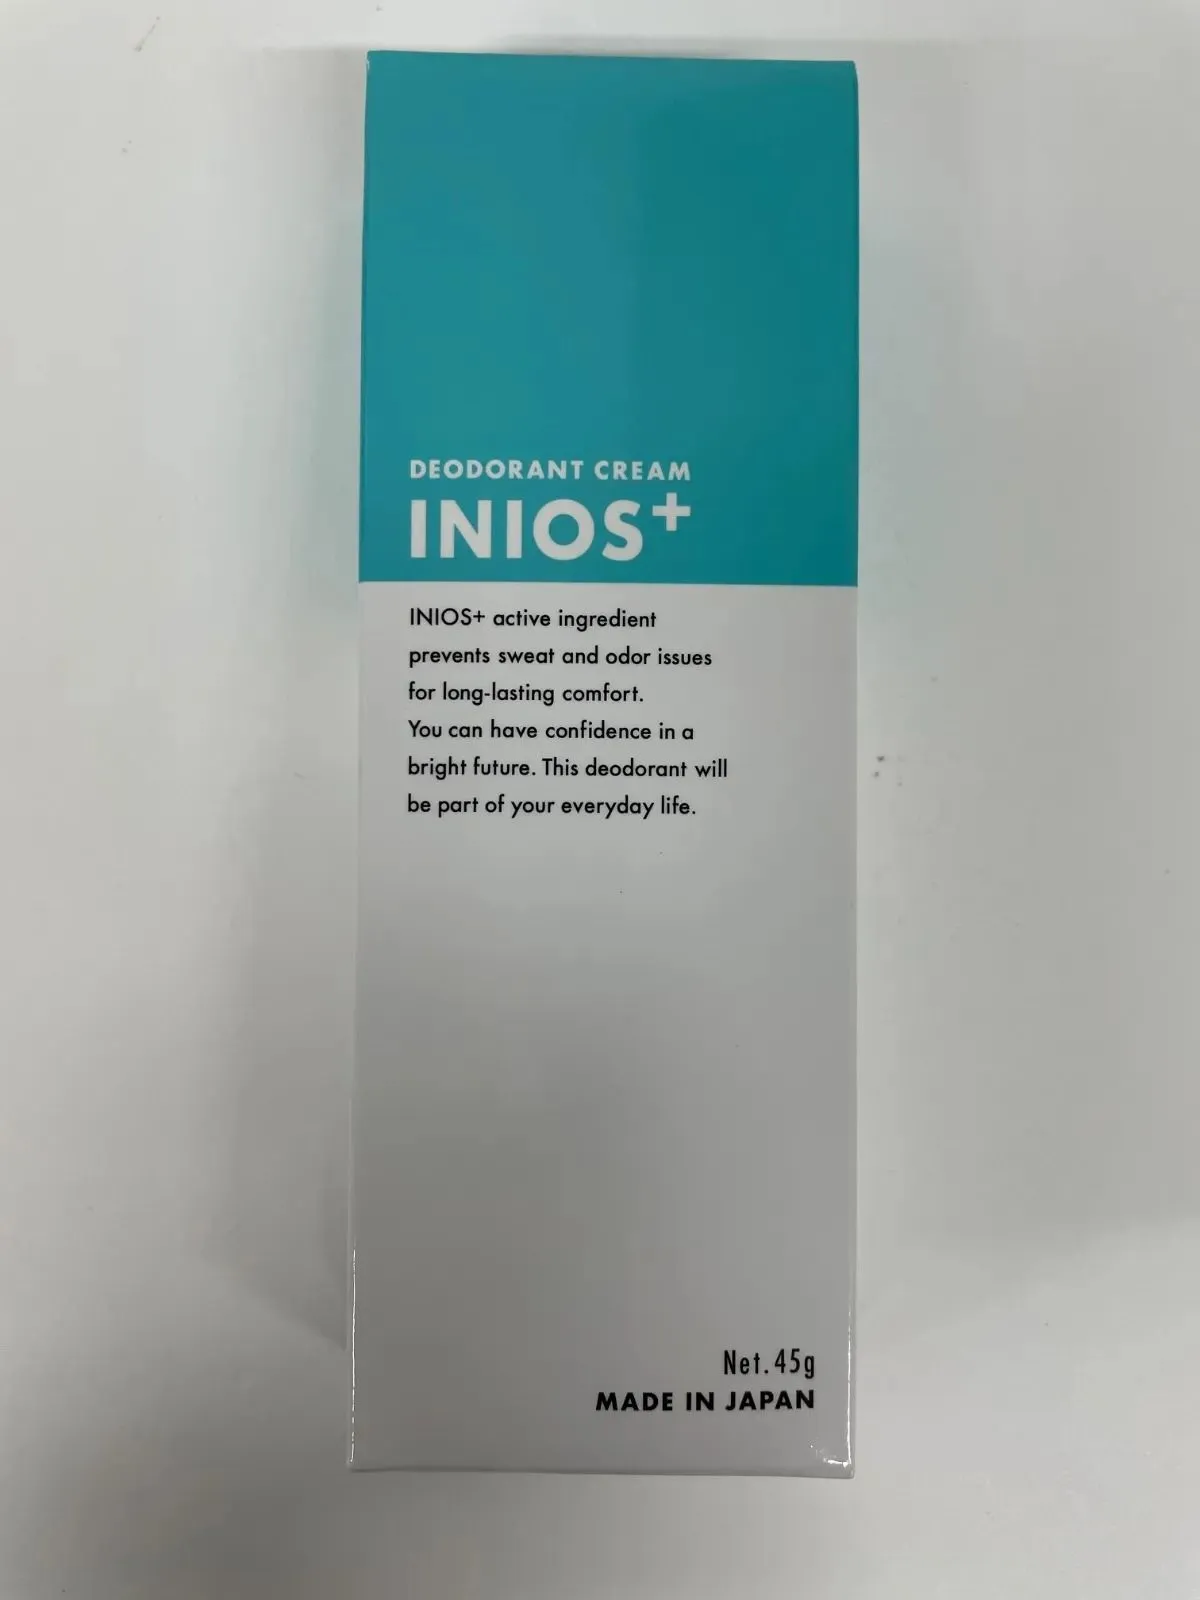 DEODORANT CREAM
INIOS+
INIOS+ active ingredient
prevents sweat and odor issues
for long-lasting comfort.
You can have confidence in a
bright future. This deodorant will
be part of your everyday life.
Net.45g
MADE IN JAPAN